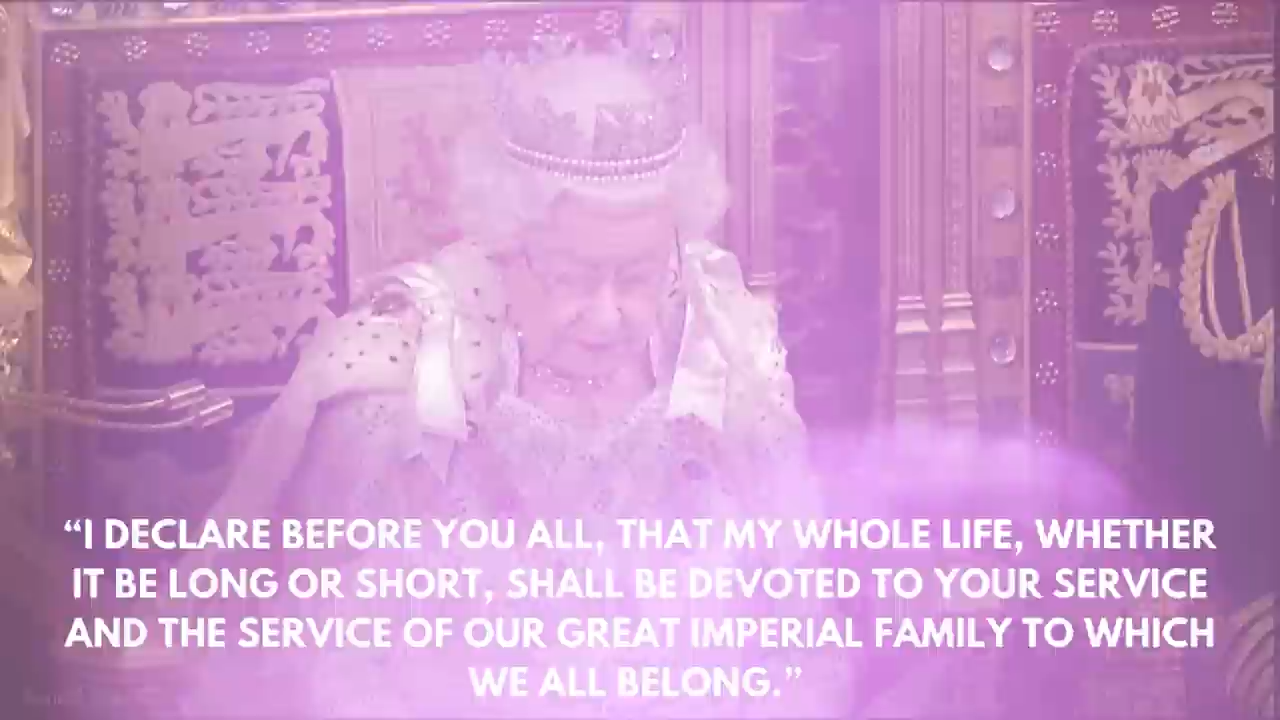 “I DECLARE BEFORE YOU ALL, THAT MY WHOLE LIFE, WHETHER
IT BE LONG OR SHORT, SHALL BE DEVOTED TO YOUR SERVICE
AND THE SERVICE OF OUR GREAT IMPERIAL FAMILY TO WHICH
WE ALL BELONG.”